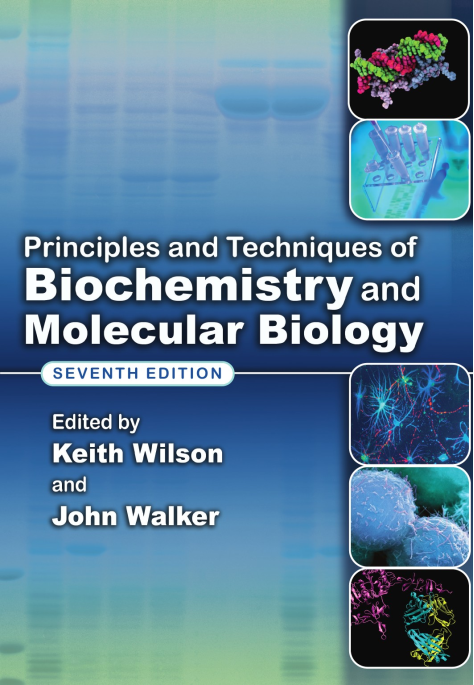 Principles and Techniques of
Biochemistry and
Molecular Biology
SEVENTH EDITION
Edited by
Keith Wilson
and
John Walker